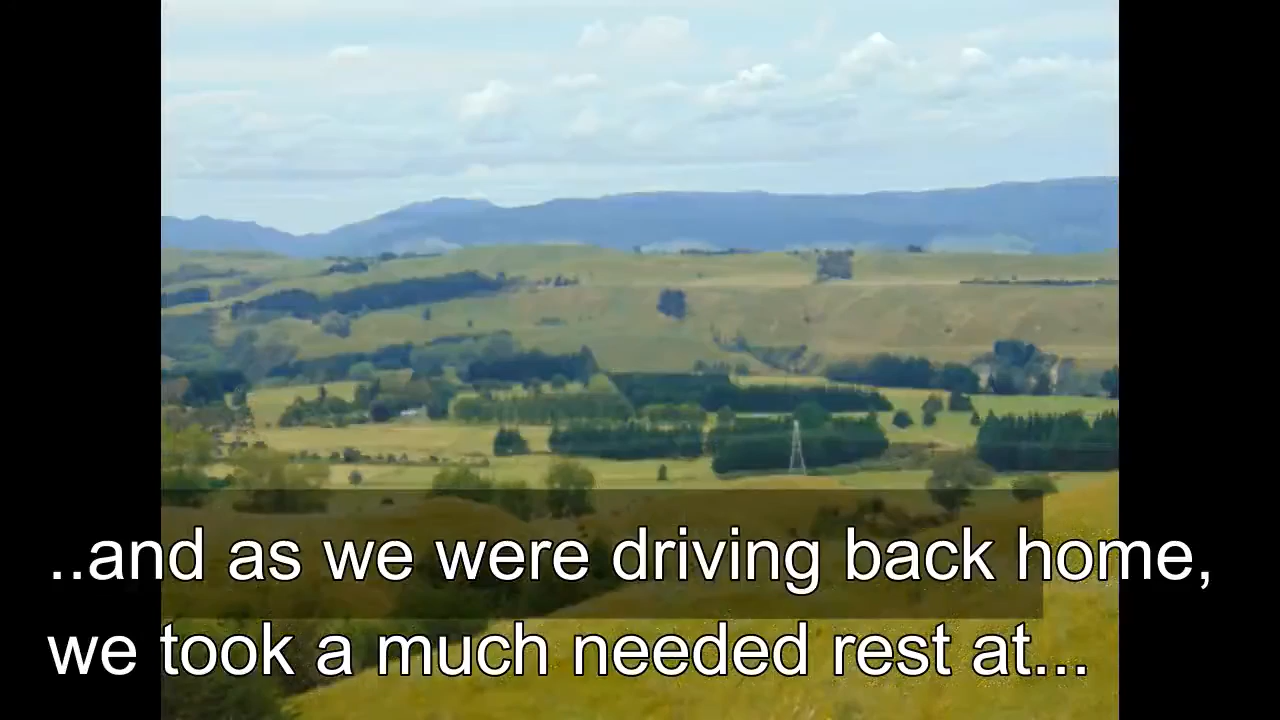 ..and as we were driving back home,
we took a much needed rest at...